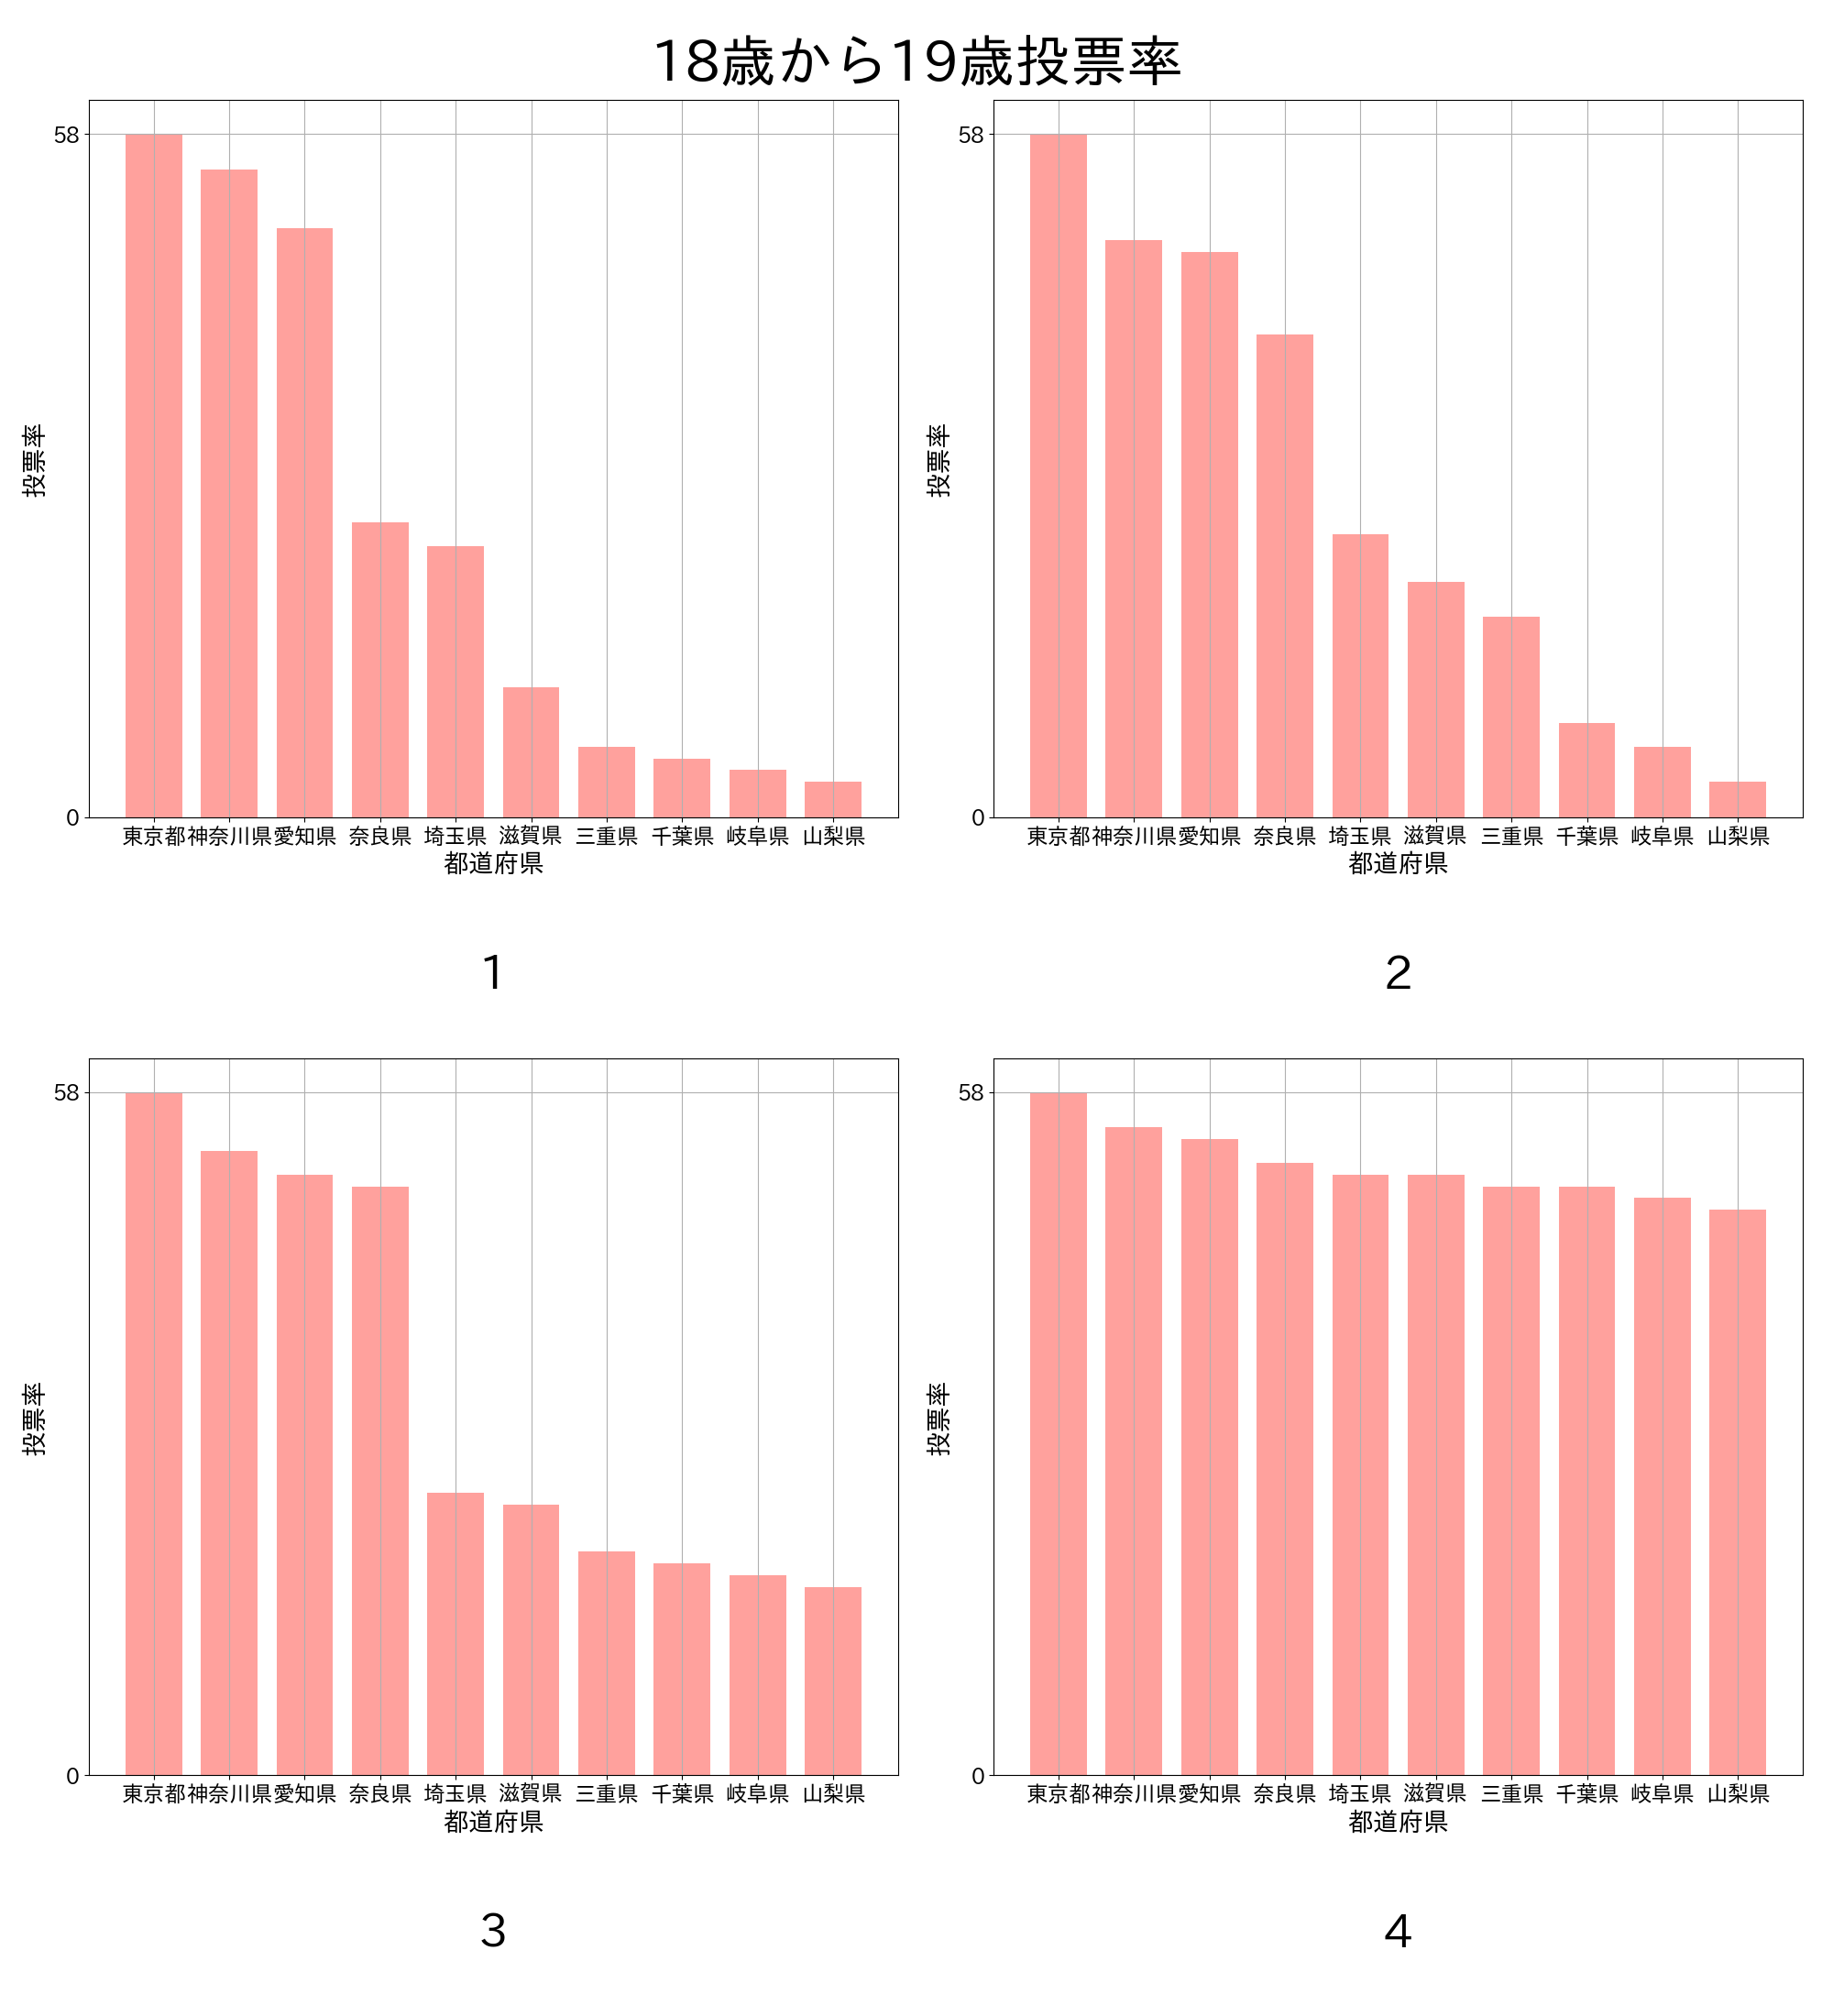 18歳から19歳投票率
58
0
投票率
東京都 神奈川県 愛知県 奈良県 埼玉県 滋賀県 三重県 千葉県 岐阜県 山梨県
都道府県
1
58
0
投票率
東京都 神奈川県 愛知県 奈良県 埼玉県 滋賀県 三重県 千葉県 岐阜県 山梨県
都道府県
2
58
0
投票率
東京都 神奈川県 愛知県 奈良県 埼玉県 滋賀県 三重県 千葉県 岐阜県 山梨県
都道府県
3
58
0
投票率
東京都 神奈川県 愛知県 奈良県 埼玉県 滋賀県 三重県 千葉県 岐阜県 山梨県
都道府県
4